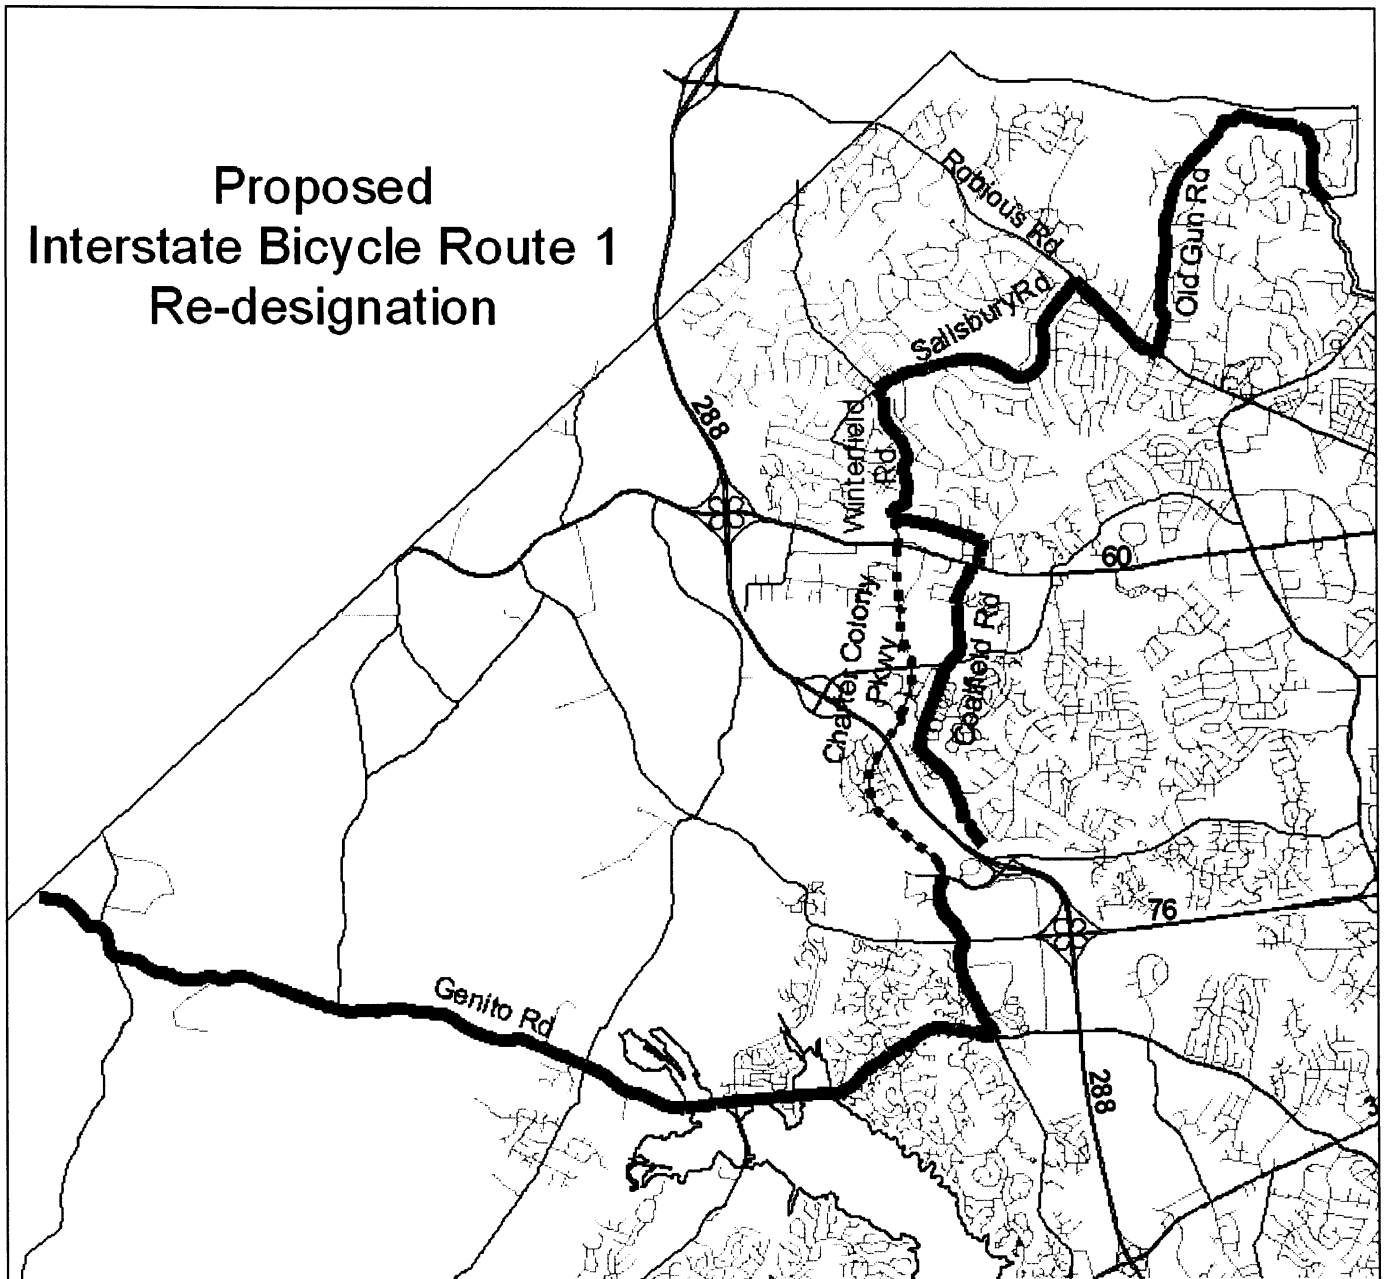 Proposed
Interstate Bicycle Route 1
Re-designation
Robious Rd
Old Gun Rd
Salisbury Rd
288
Winterfield
Rd
60
Charter Colony
Pkwy
Coalfield Rd
76
Genito Rd
288
3